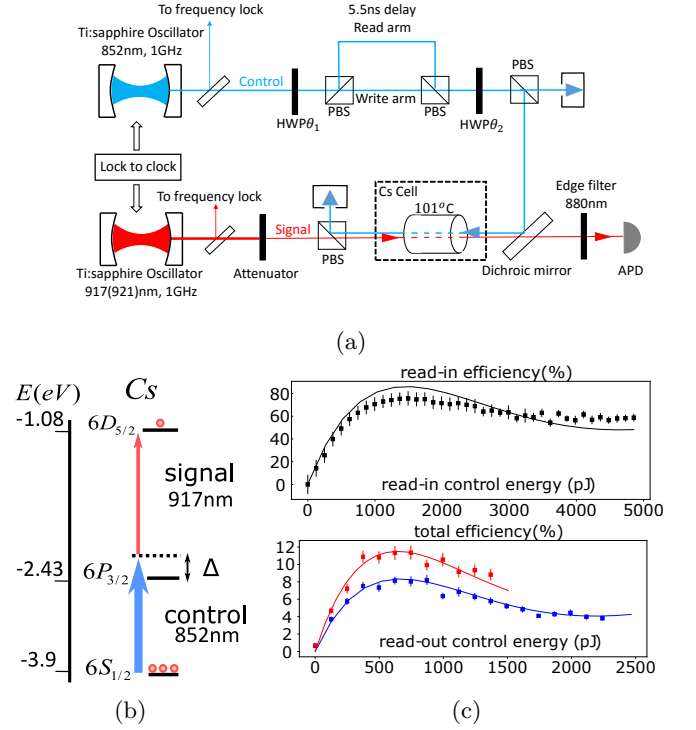 To frequency lock
Ti:sapphire Oscillator
852nm, 1GHz
5.5ns delay
Read arm
Control
PBS
Write arm
PBS
HWPθ₁
PBS
HWPθ₂
Lock to clock
To frequency lock
Cs Cell
101°C
Edge filter
880nm
Signal
Attenuator
PBS
Dichroic mirror
APD
Ti:sapphire Oscillator
917(921)nm, 1GHz
(a)
E(eV)
Cs
-1.08
6D₅/₂
signal
917nm
-2.43
6P₃/₂
Δ
control
852nm
-3.9
6S₁/₂
(b)
read-in efficiency(%)
80
60
40
20
0
read-in control energy (pJ)
0 1000 2000 3000 4000 5000
total efficiency(%)
12
10
8
6
4
2
0
read-out control energy (pJ)
0 500 1000 1500 2000 2500
(c)